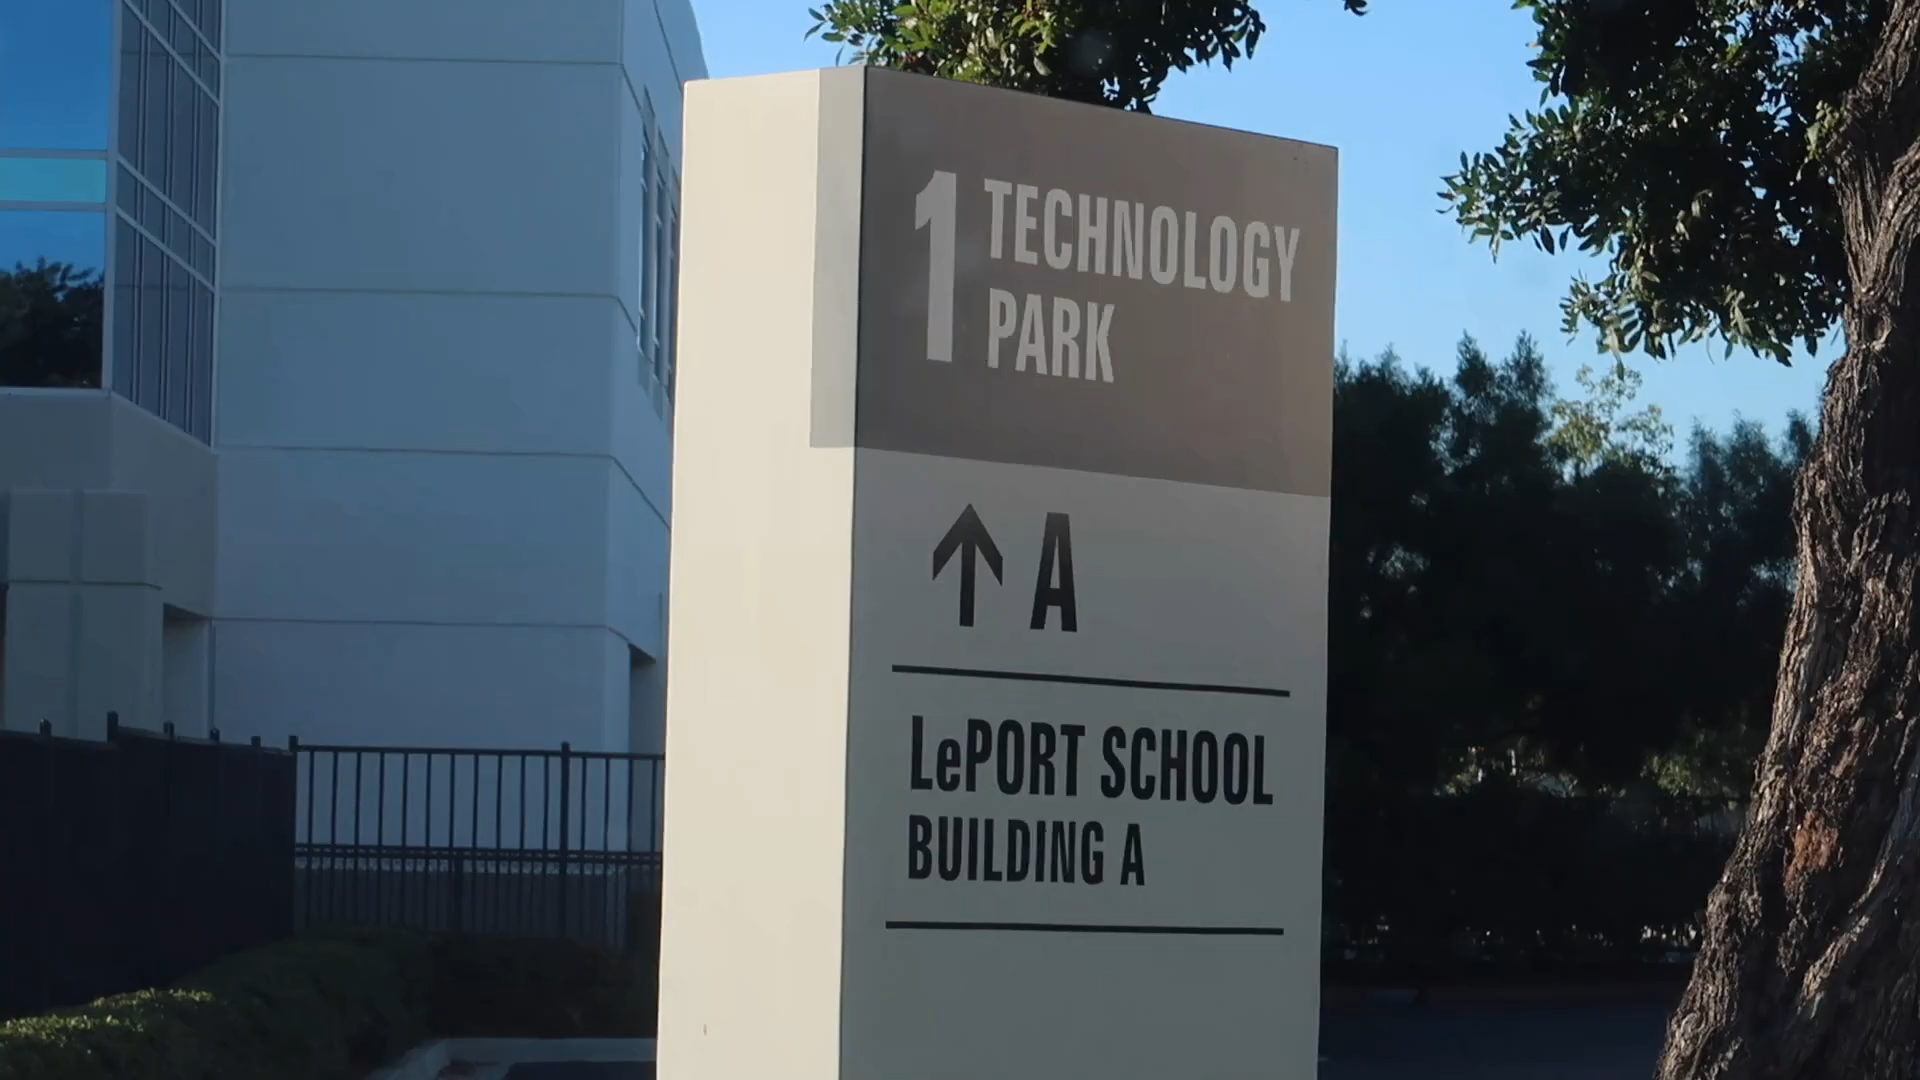 1 TECHNOLOGY
PARK
↑ A
LePORT SCHOOL
BUILDING A